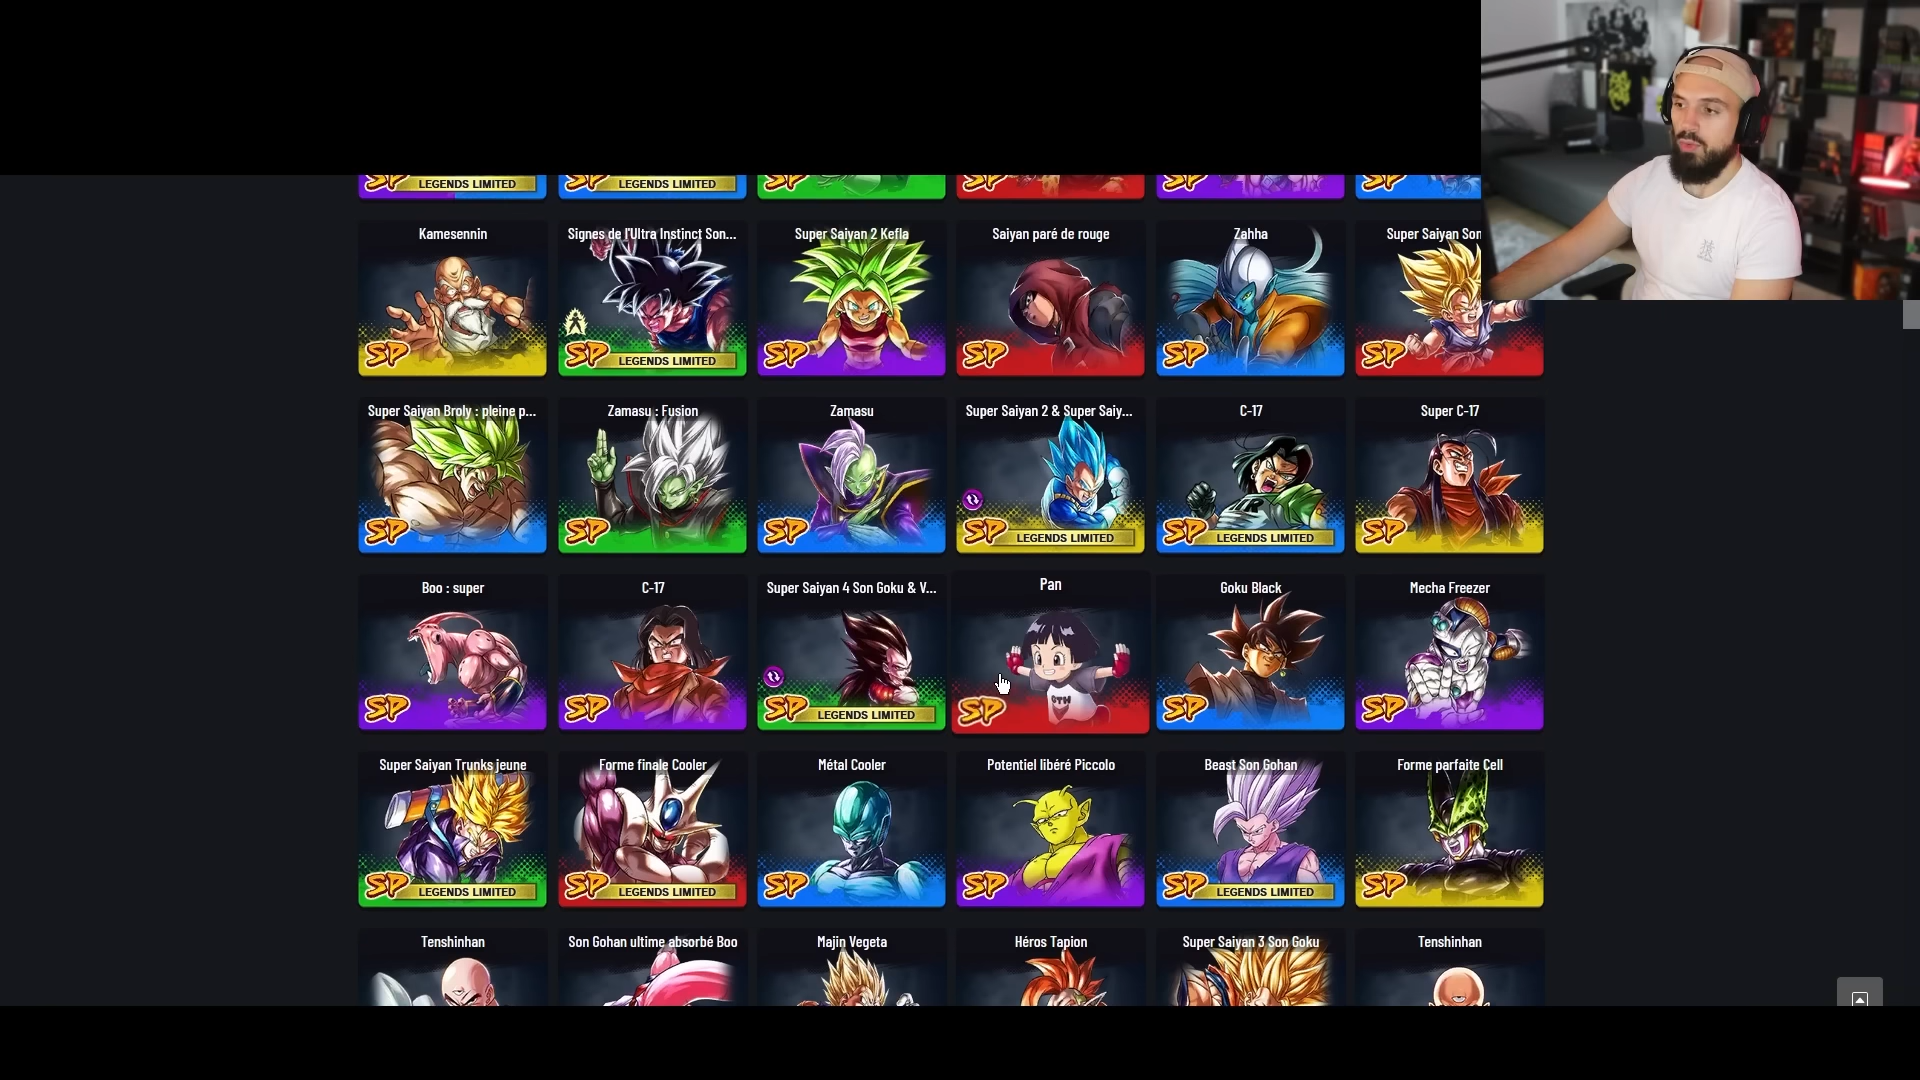 SP LEGENDS LIMITED
SP LEGENDS LIMITED
SP
SP
SP
SP
Kamesennin
SP
Signes de l'Ultra Instinct Son...
SP LEGENDS LIMITED
Super Saiyan 2 Kefla
SP
Saiyan paré de rouge
SP
Zahha
SP
Super Saiyan Son
SP
Super Saiyan Broly : pleine p...
SP
Zamasu : Fusion
SP
Zamasu
SP
Super Saiyan 2 & Super Saiy...
SP LEGENDS LIMITED
C-17
SP LEGENDS LIMITED
Super C-17
SP
Boo : super
SP
C-17
SP
Super Saiyan 4 Son Goku & V...
SP LEGENDS LIMITED
Pan
SP
Goku Black
SP
Mecha Freezer
SP
Super Saiyan Trunks jeune
SP LEGENDS LIMITED
Forme finale Cooler
SP LEGENDS LIMITED
Métal Cooler
SP
Potentiel libéré Piccolo
SP
Beast Son Gohan
SP LEGENDS LIMITED
Forme parfaite Cell
SP
Tenshinhan
Son Gohan ultime absorbé Boo
Majin Vegeta
Héros Tapion
Super Saiyan 3 Son Goku
Tenshinhan